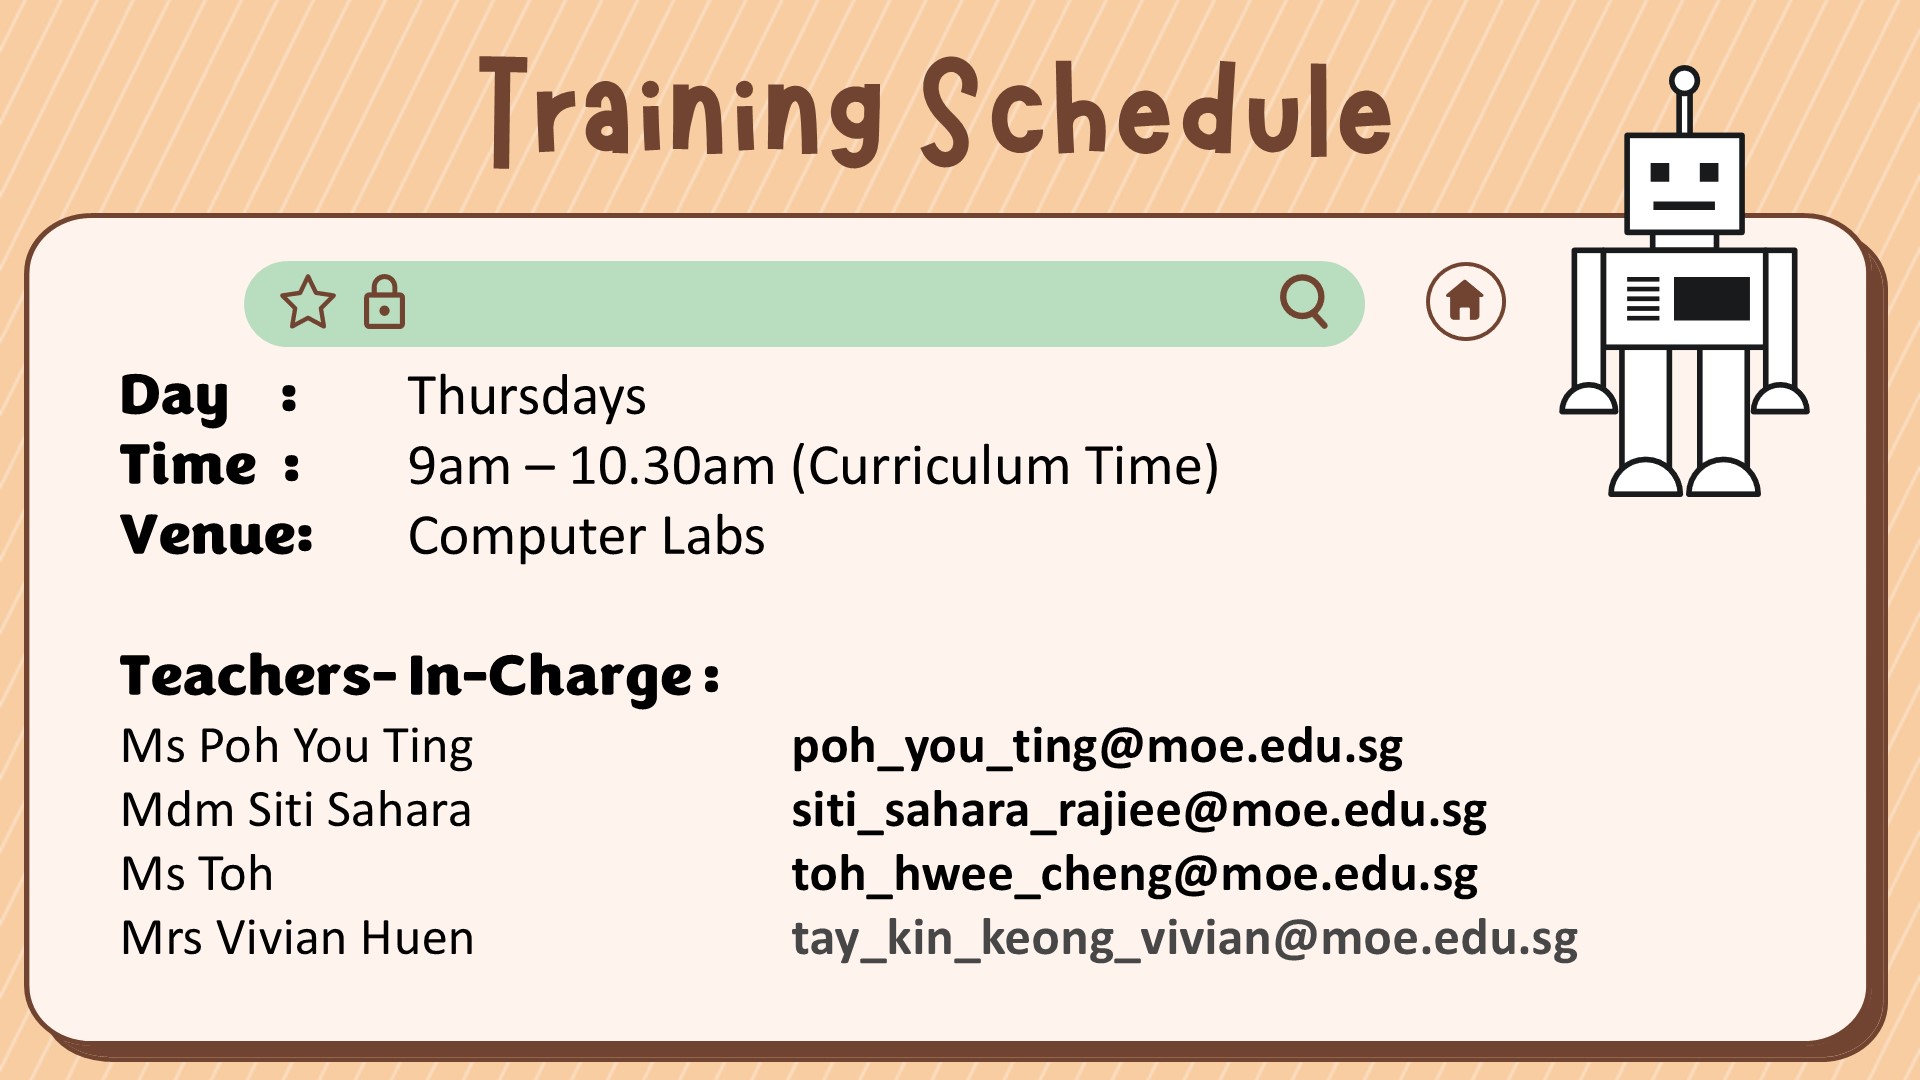 Training Schedule
Day : Thursdays
Time : 9am – 10.30am (Curriculum Time)
Venue: Computer Labs
Teachers- In-Charge :
Ms Poh You Ting poh_you_ting@moe.edu.sg
Mdm Siti Sahara siti_sahara_rajiee@moe.edu.sg
Ms Toh toh_hwee_cheng@moe.edu.sg
Mrs Vivian Huen tay_kin_keong_vivian@moe.edu.sg